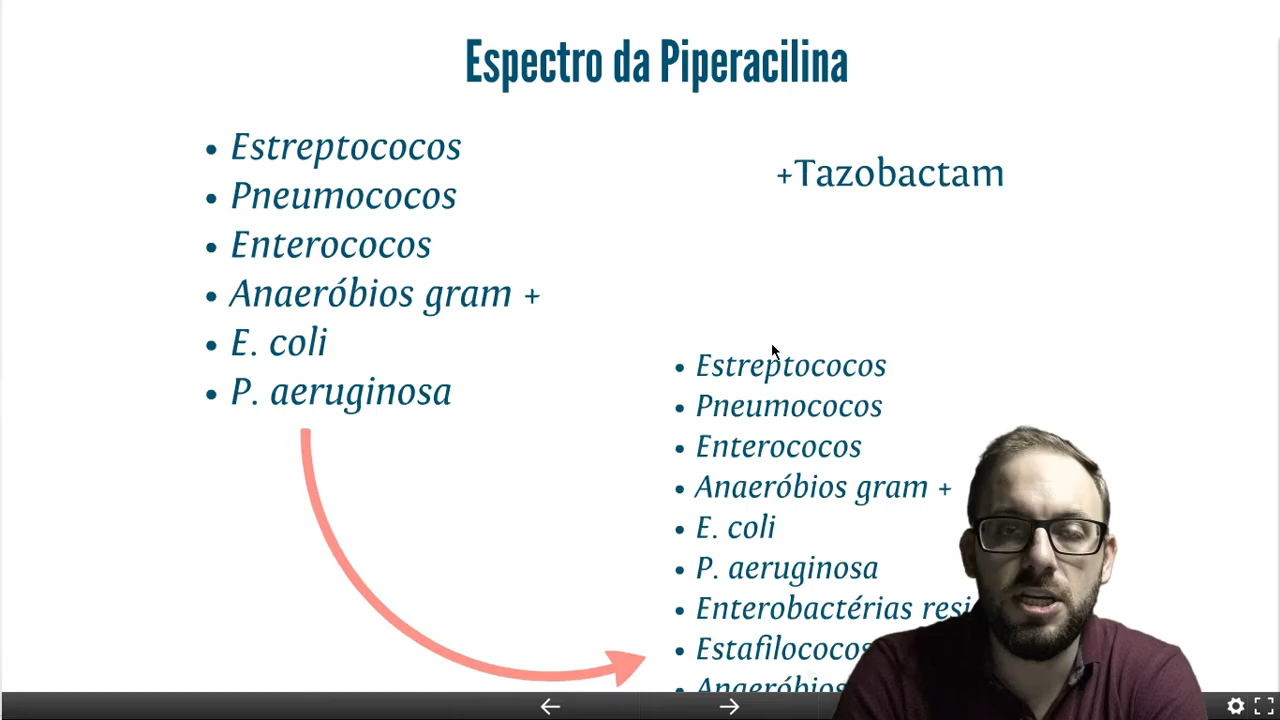 Espectro da Piperacilina
• Estreptococos
• Pneumococos
• Enterococos
• Anaeróbios gram +
• E. coli
• P. aeruginosa
+Tazobactam
• Estreptococos
• Pneumococos
• Enterococos
• Anaeróbios gram +
• E. coli
• P. aeruginosa
• Enterobactérias
• Estafilococos
• Anaeróbios